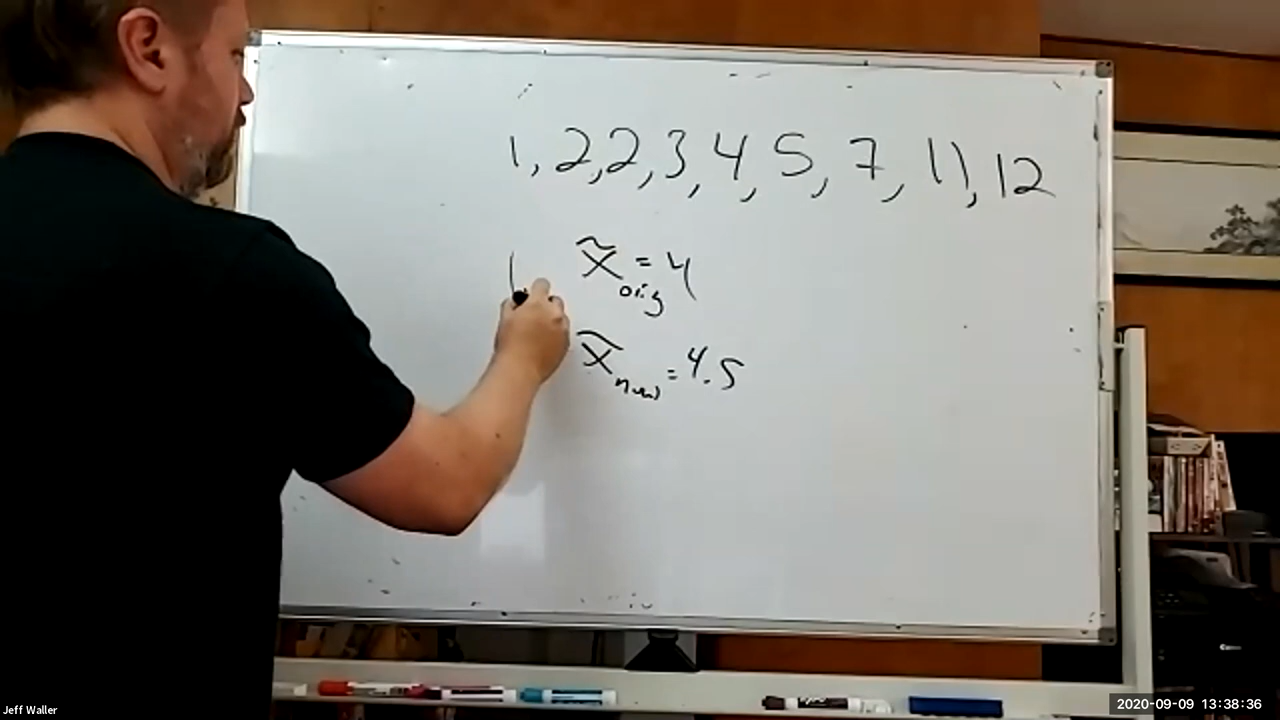 1, 2, 2, 3, 4, 5, 7, 11, 12
x̃orig = 4
x̃new = 4.5
Jeff Waller
2020-09-09 13:38:36